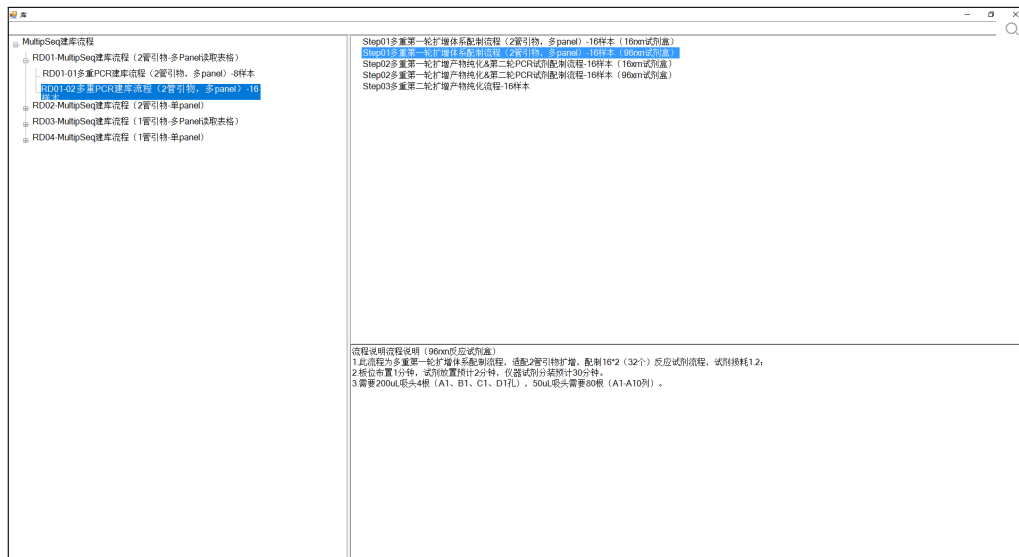 库
MultipSeq建库流程
RD01-MultipSeq建库流程（2管引物-多Panel读取表格）
RD01-01多重PCR建库流程（2管引物，多panel）-8样本
RD01-02多重PCR建库流程（2管引物，多panel）-16
样本
RD02-MultipSeq建库流程（2管引物-单panel）
RD03-MultipSeq建库流程（1管引物-多Panel读取表格）
RD04-MultipSeq建库流程（1管引物-单panel）
Step01多重第一轮扩增体系配制流程（2管引物，多panel）-16样本（16rxn试剂盒）
Step01多重第一轮扩增体系配制流程（2管引物，多panel）-16样本（96rxn试剂盒）
Step02多重第一轮扩增产物纯化&第二轮PCR试剂配制流程-16样本（16rxn试剂盒）
Step02多重第一轮扩增产物纯化&第二轮PCR试剂配制流程-16样本（96rxn试剂盒）
Step03多重第二轮扩增产物纯化流程-16样本
流程说明流程说明（96rxn反应试剂盒）
1.此流程为多重第一轮扩增体系配制流程，适配2管引物扩增，配制16*2（32个）反应试剂流程，试剂损耗1.2；
2.板位布置1分钟，试剂放置预计2分钟，仪器试剂分装预计30分钟。
3.需要200uL吸头4根（A1、B1、C1、D1孔），50uL吸头需要80根（A1-A10列）。